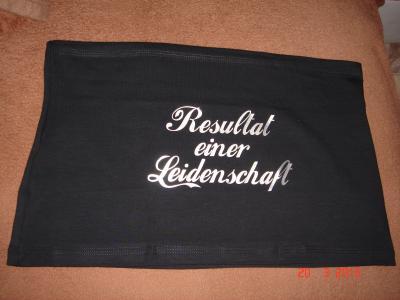 Resultat
einer
Leidenschaft